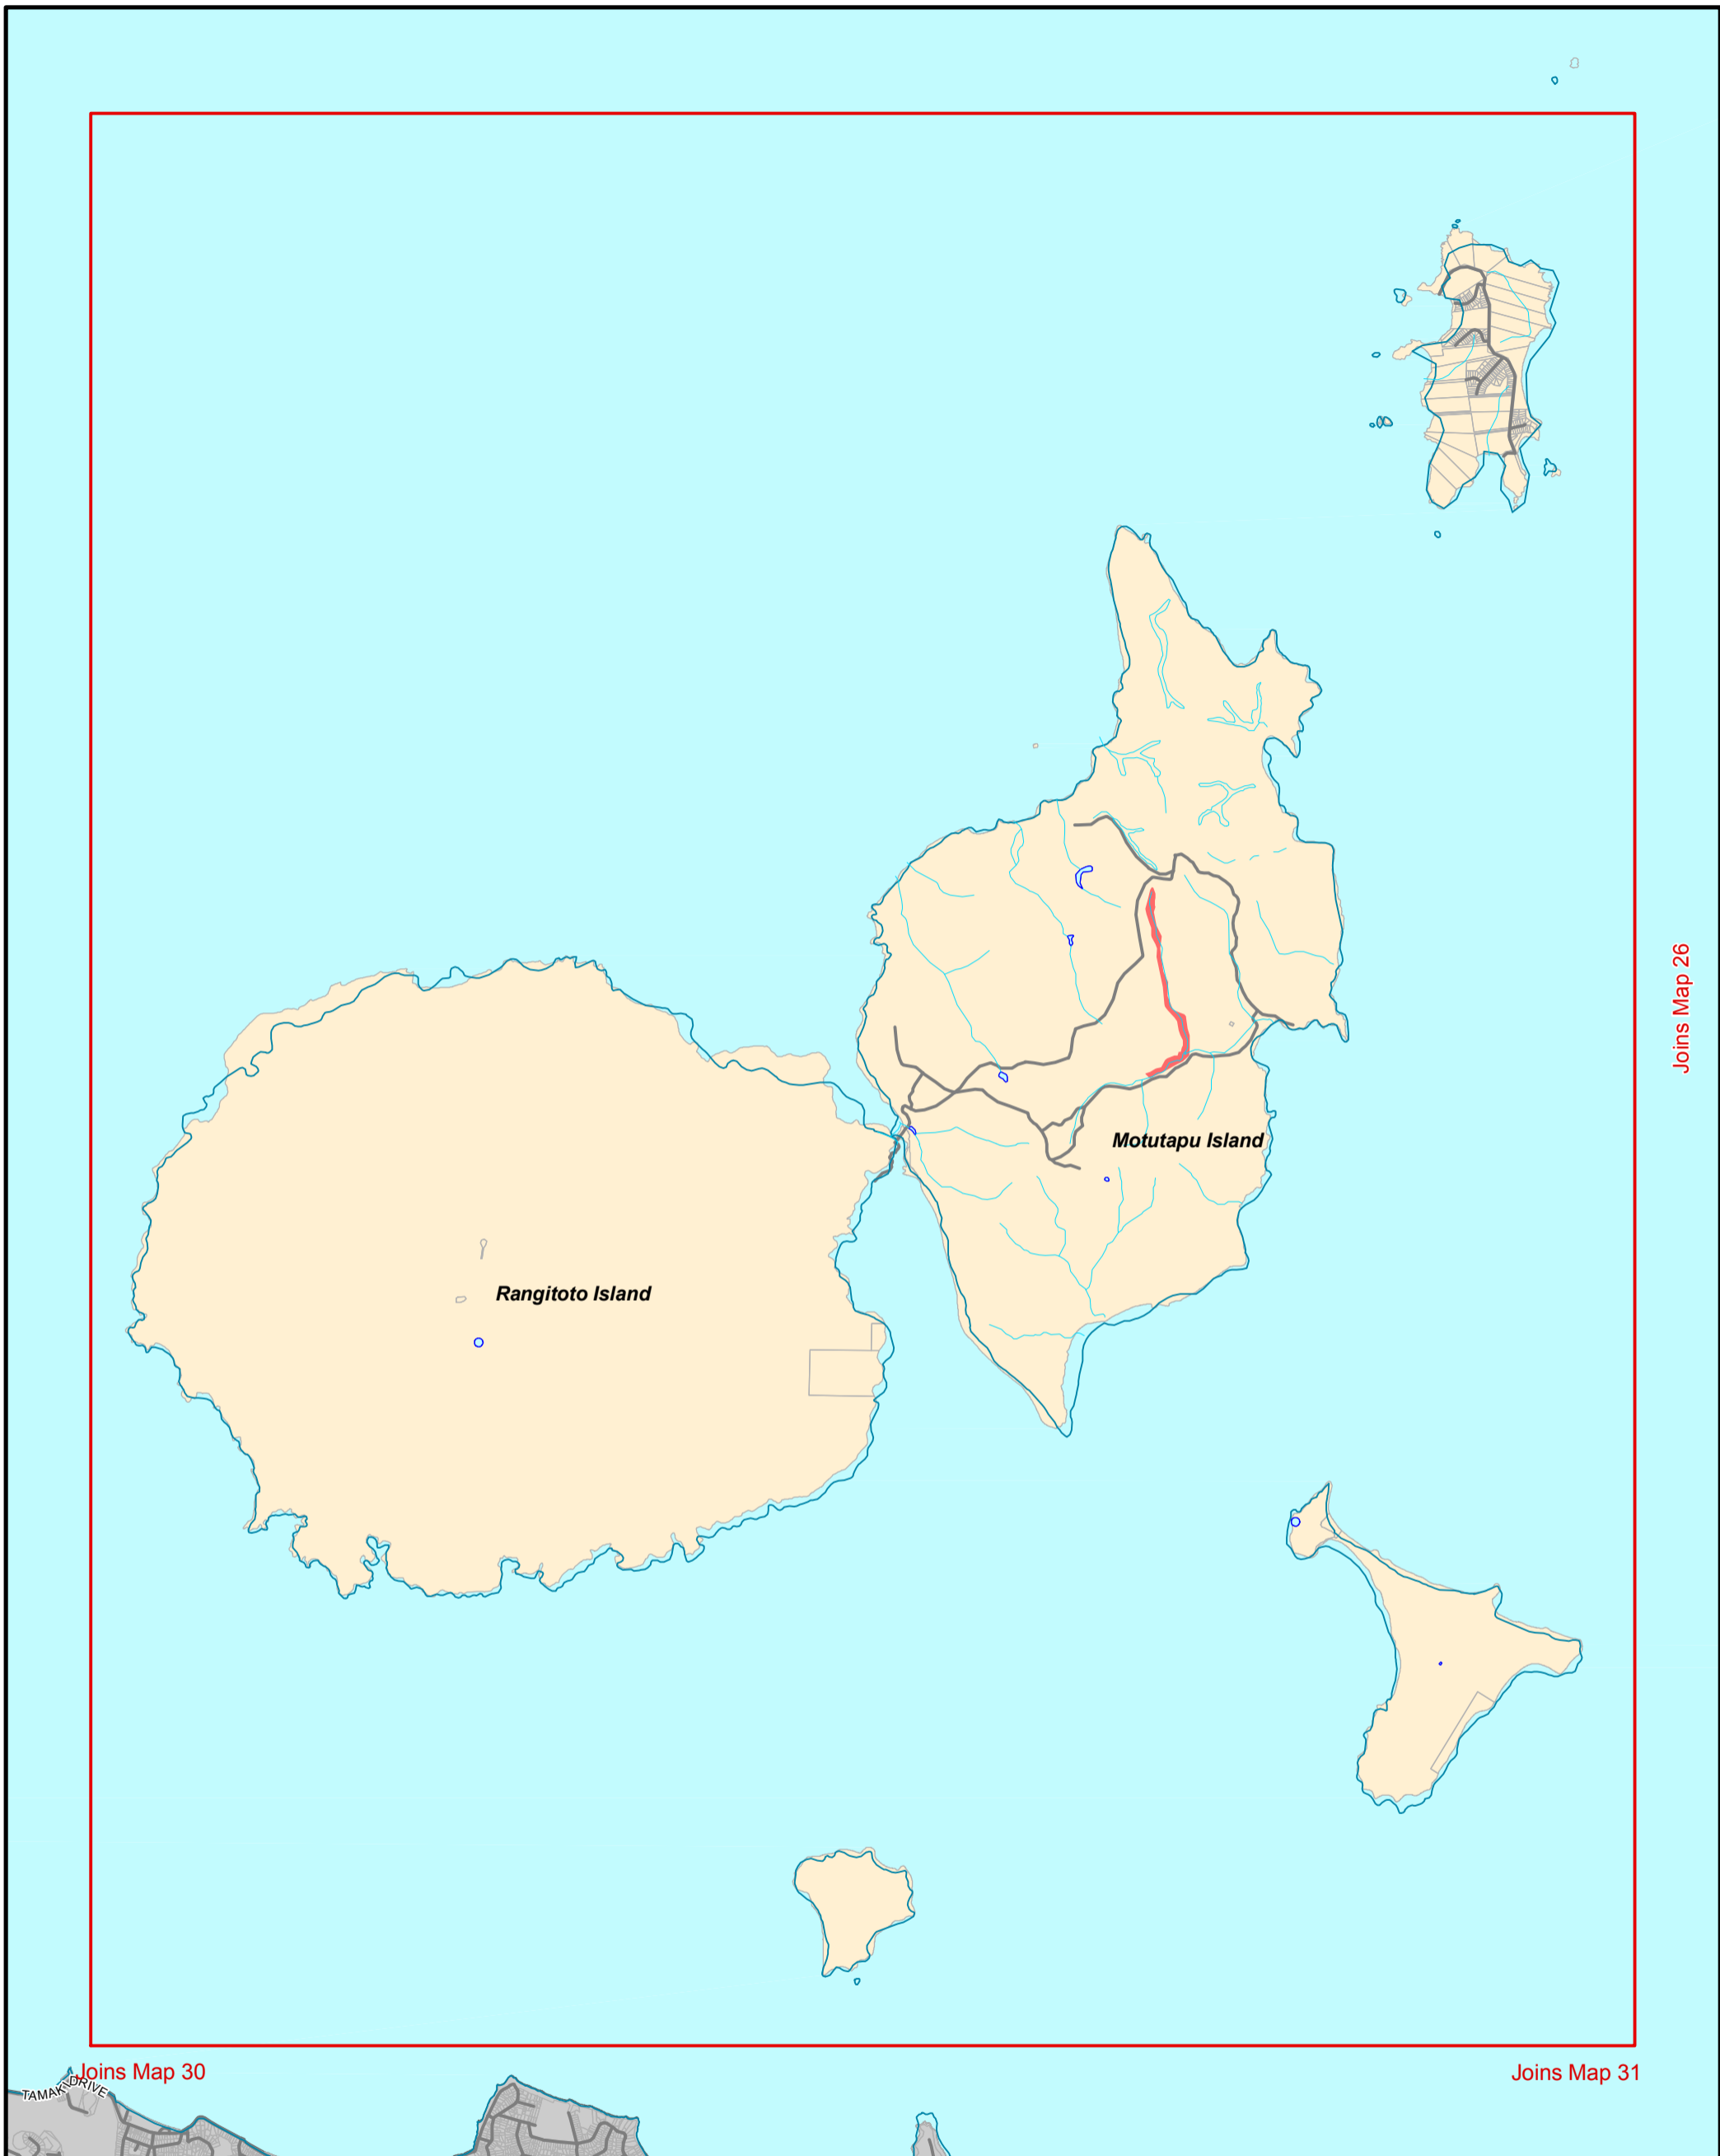 Joins Map 26
Motutapu Island
Rangitoto Island
Joins Map 30
Joins Map 31
TAMAKI DRIVE